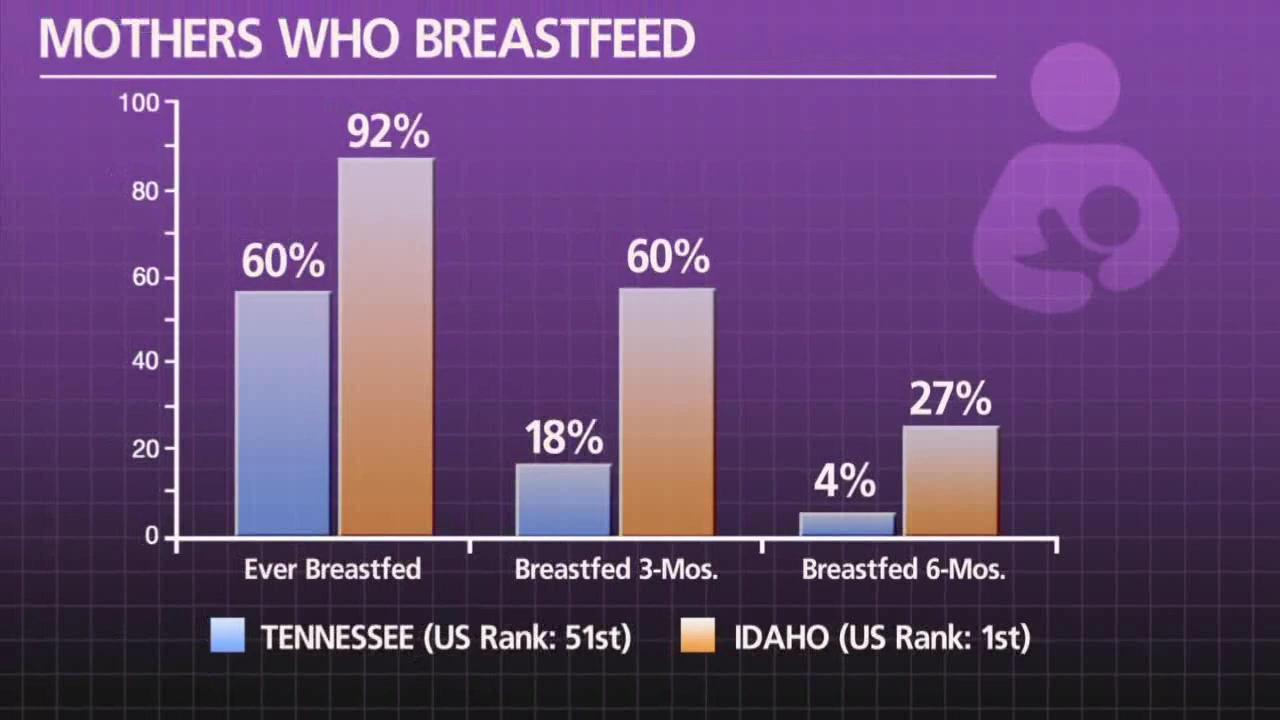 MOTHERS WHO BREASTFEED
100
80
60
40
20
0
60%
92%
18%
60%
4%
27%
Ever Breastfed
Breastfed 3-Mos.
Breastfed 6-Mos.
TENNESSEE (US Rank: 51st)
IDAHO (US Rank: 1st)